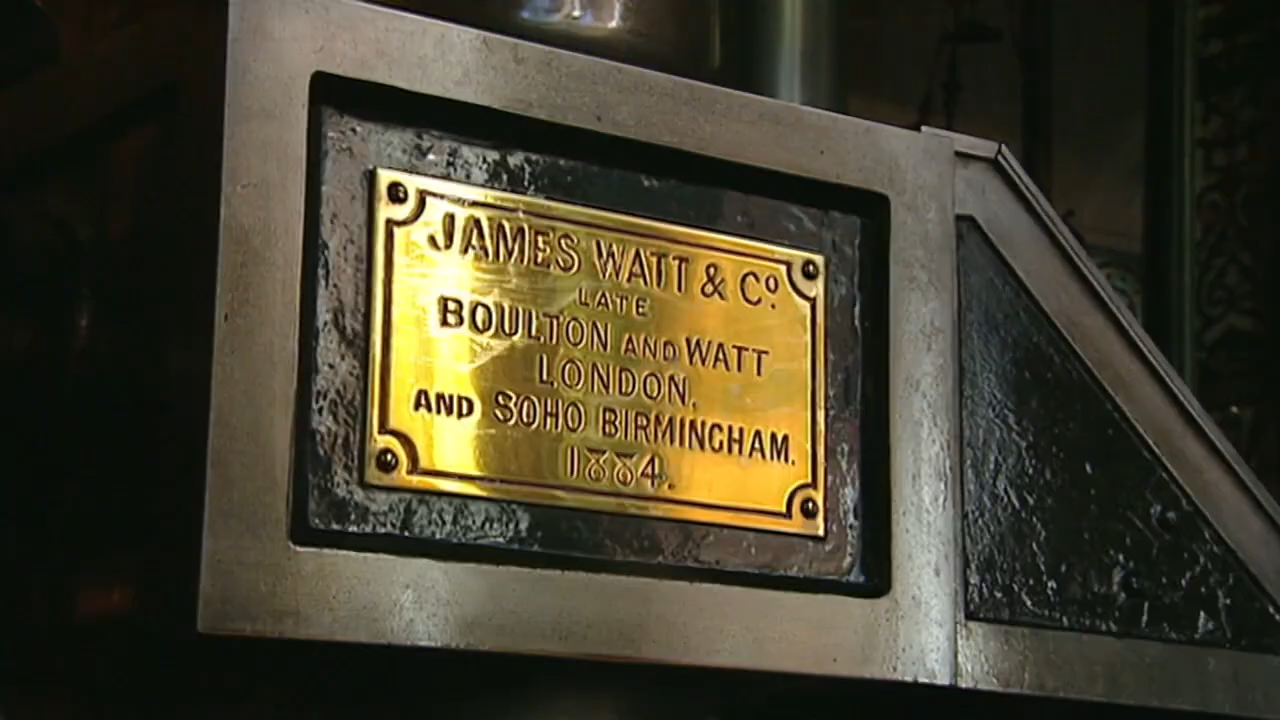 JAMES WATT & Cº
LATE
BOULTON AND WATT
LONDON.
AND SOHO BIRMINGHAM.
1884.